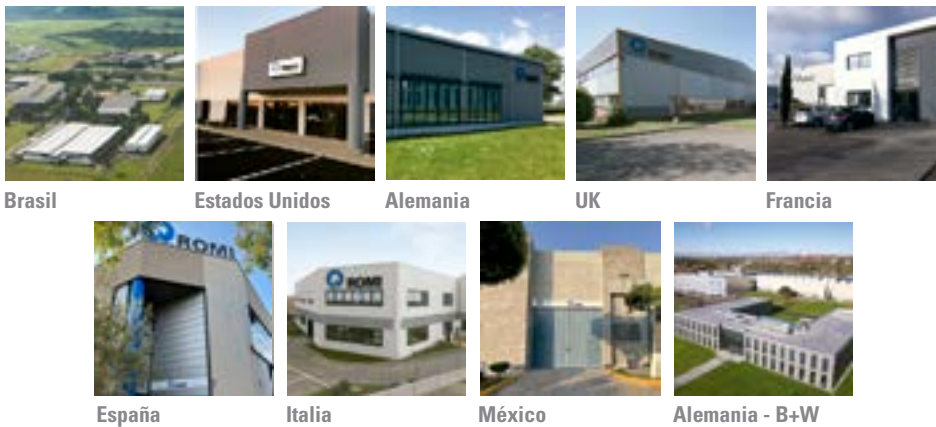 Brasil
Estados Unidos
Alemania
UK
Francia
ROMI
ROMI
España
Italia
México
Alemania - B+W